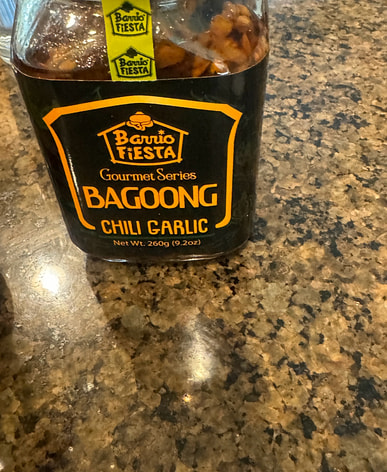 Barrio
FIESTA
Barrio
FIESTA
Barrio
FIESTA
Gourmet Series
BAGOONG
CHILI GARLIC
Net Wt. 260g (9.2oz)